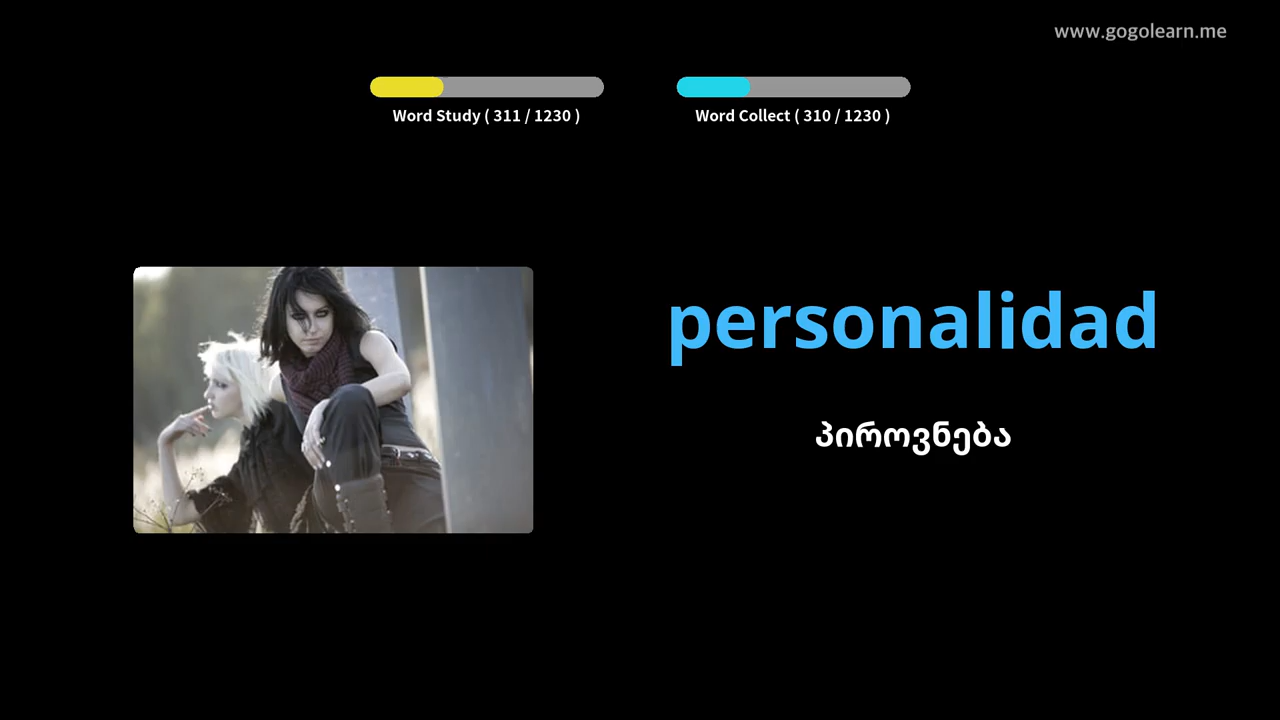 www.gogolearn.me
Word Study ( 311 / 1230 )
Word Collect ( 310 / 1230 )
personalidad
პიროვნება